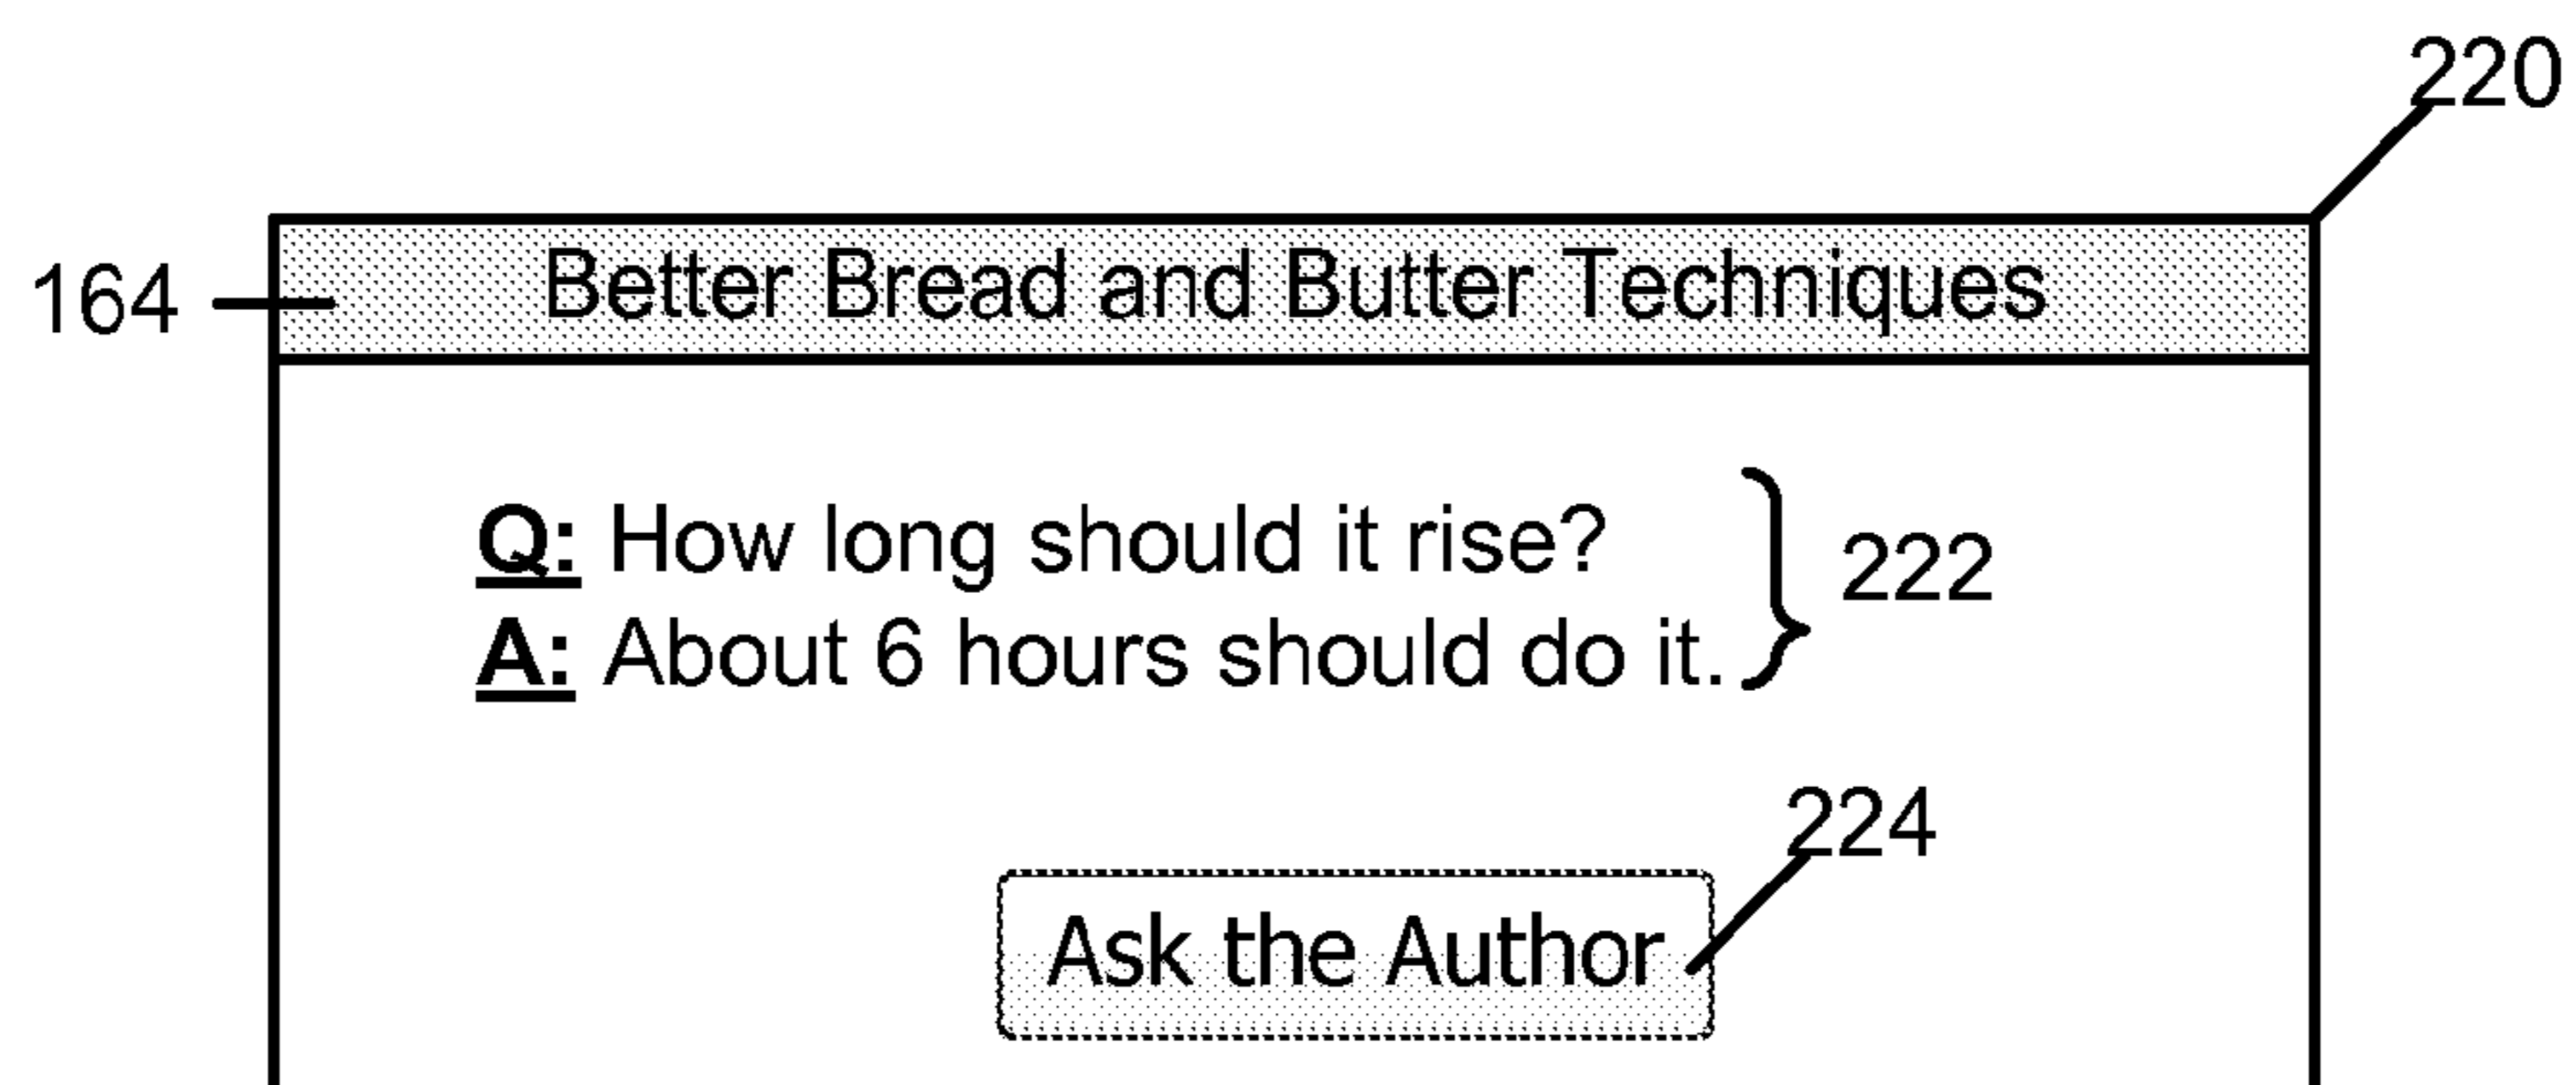 220
164 Better Bread and Butter Techniques
Q: How long should it rise?
222
A: About 6 hours should do it.
224
Ask the Author